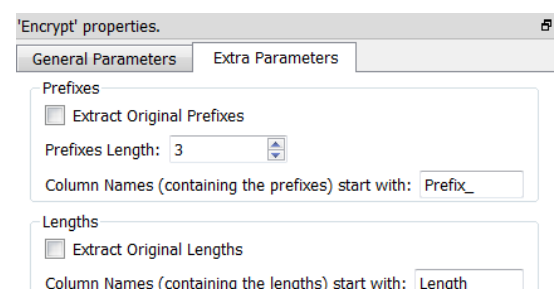 'Encrypt' properties.
General Parameters Extra Parameters
Prefixes
Extract Original Prefixes
Prefixes Length: 3
Column Names (containing the prefixes) start with: Prefix_
Lengths
Extract Original Lengths
Column Names (containing the lengths) start with: Length